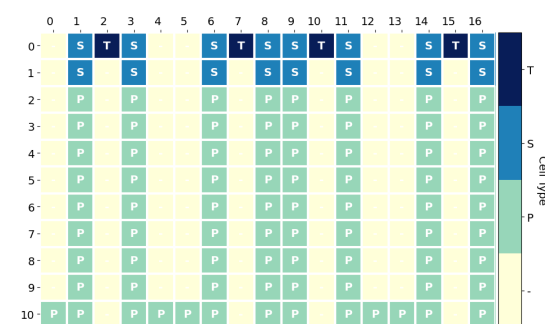 0 1 2 3 4 5 6 7 8 9 10 11 12 13 14 15 16
0 S T S S T S S T S S T S T
1 S S S S S S S S S
2 P P P P P P P P
3 P P P P P P P P
4 P P P P P P P P
5 P P P P P P P P
6 P P P P P P P P
7 P P P P P P P P
8 P P P P P P P P S
9 P P P P P P P P
10 P P P P P P P P P P P P P P -
Cell Type